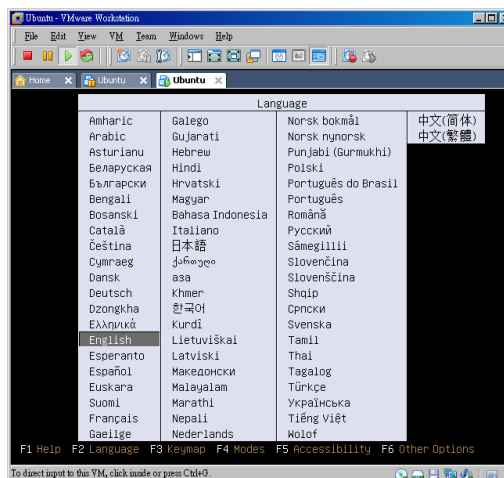 Ubuntu - VMware Workstation
File Edit View VM Team Windows Help
Home Ubuntu Ubuntu
Language
Amharic Galego Norsk bokmål 中文(简体)
Arabic Gujarati Norsk nynorsk 中文(繁體)
Asturianu Hebrew Punjabi (Gurmukhi)
Беларуская Hindi Polski
Български Hrvatski Português do Brasil
Bengali Magyar Português
Bosanski Bahasa Indonesia Română
Català Italiano Русский
Čeština 日本語 Sámegillii
Cymraeg ქართული Slovenčina
Dansk Қазақ Slovenščina
Deutsch Khmer Shqip
Dzongkha 한국어 Српски
Ελληνικά Kurdî Svenska
English Lietuviškai Tamil
Esperanto Latviski Thai
Español Македонски Tagalog
Euskara Malayalam Türkçe
Suomi Marathi Українська
Français Nepali Tiếng Việt
Gaeilge Nederlands Wolof
F1 Help F2 Language F3 Keymap F4 Modes F5 Accessibility F6 Other Options
To direct input to this VM, click inside or press Ctrl+G.